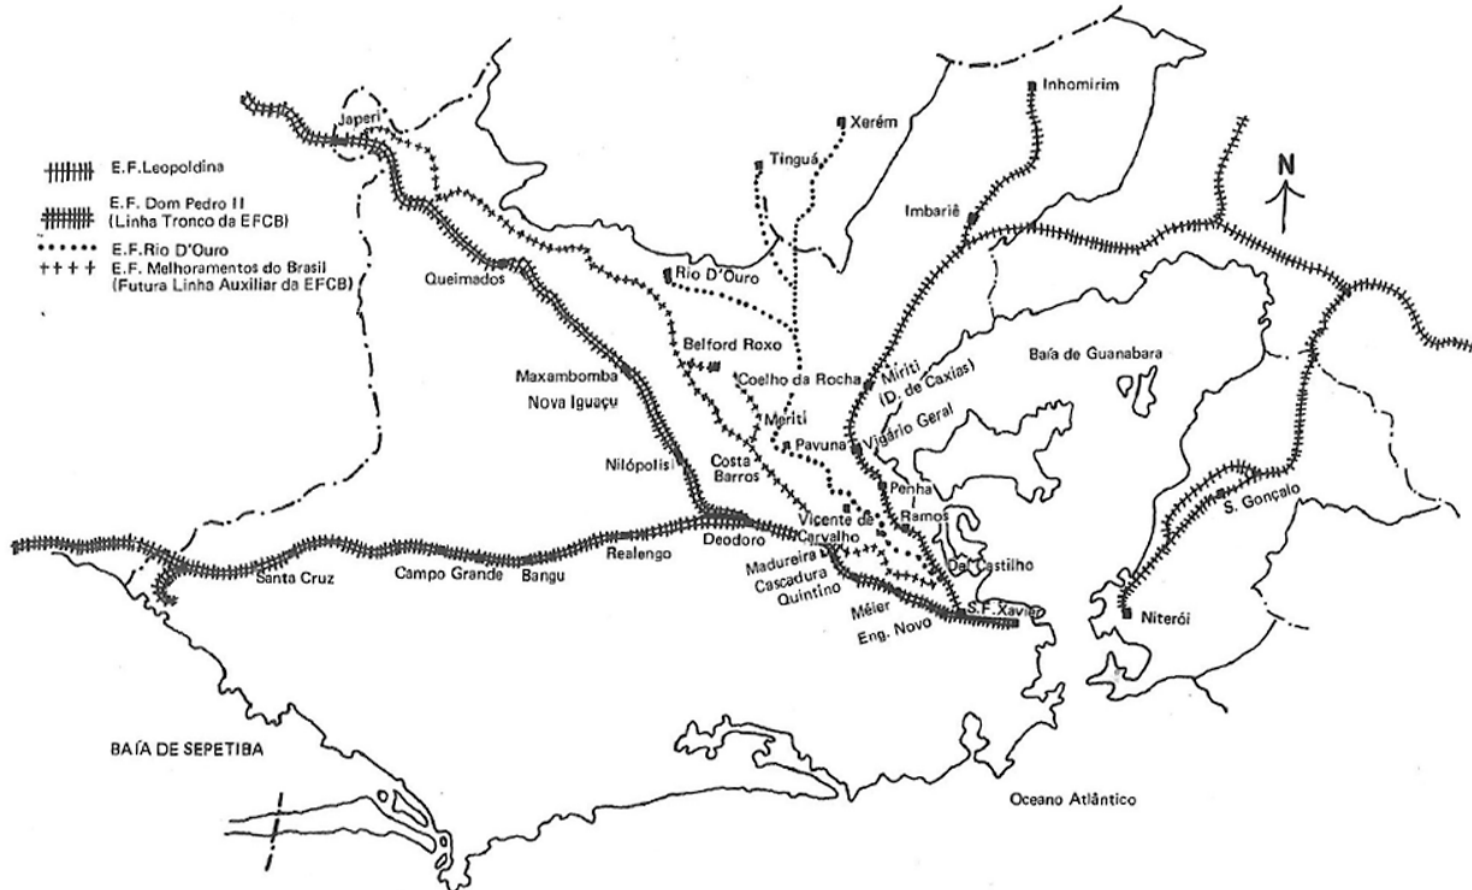 E.F.Leopoldina
E.F. Dom Pedro II
(Linha Tronco da EFCB)
E.F.Rio D'Ouro
E.F. Melhoramentos do Brasil
(Futura Linha Auxiliar da EFCB)
Japeri
Inhomirim
Xerém
Tinguá
N
Imbariê
Queimados
Rio D'Ouro
Belford Roxo
Baía de Guanabara
Maxambomba
Nova Iguaçu
Coelho da Rocha
Miriti
(D. de Caxias)
Meriti
Pavuna
Vigário Geral
Nilópolis
Costa
Barros
Penha
S. Gonçalo
Vicente de
Carvalho
Ramos
Realengo
Deodoro
Madureira
Cascadura
Quintino
Del Castilho
Santa Cruz
Campo Grande
Bangu
Méier
Eng. Novo
S.F. Xavier
Niterói
BAÍA DE SEPETIBA
Oceano Atlântico